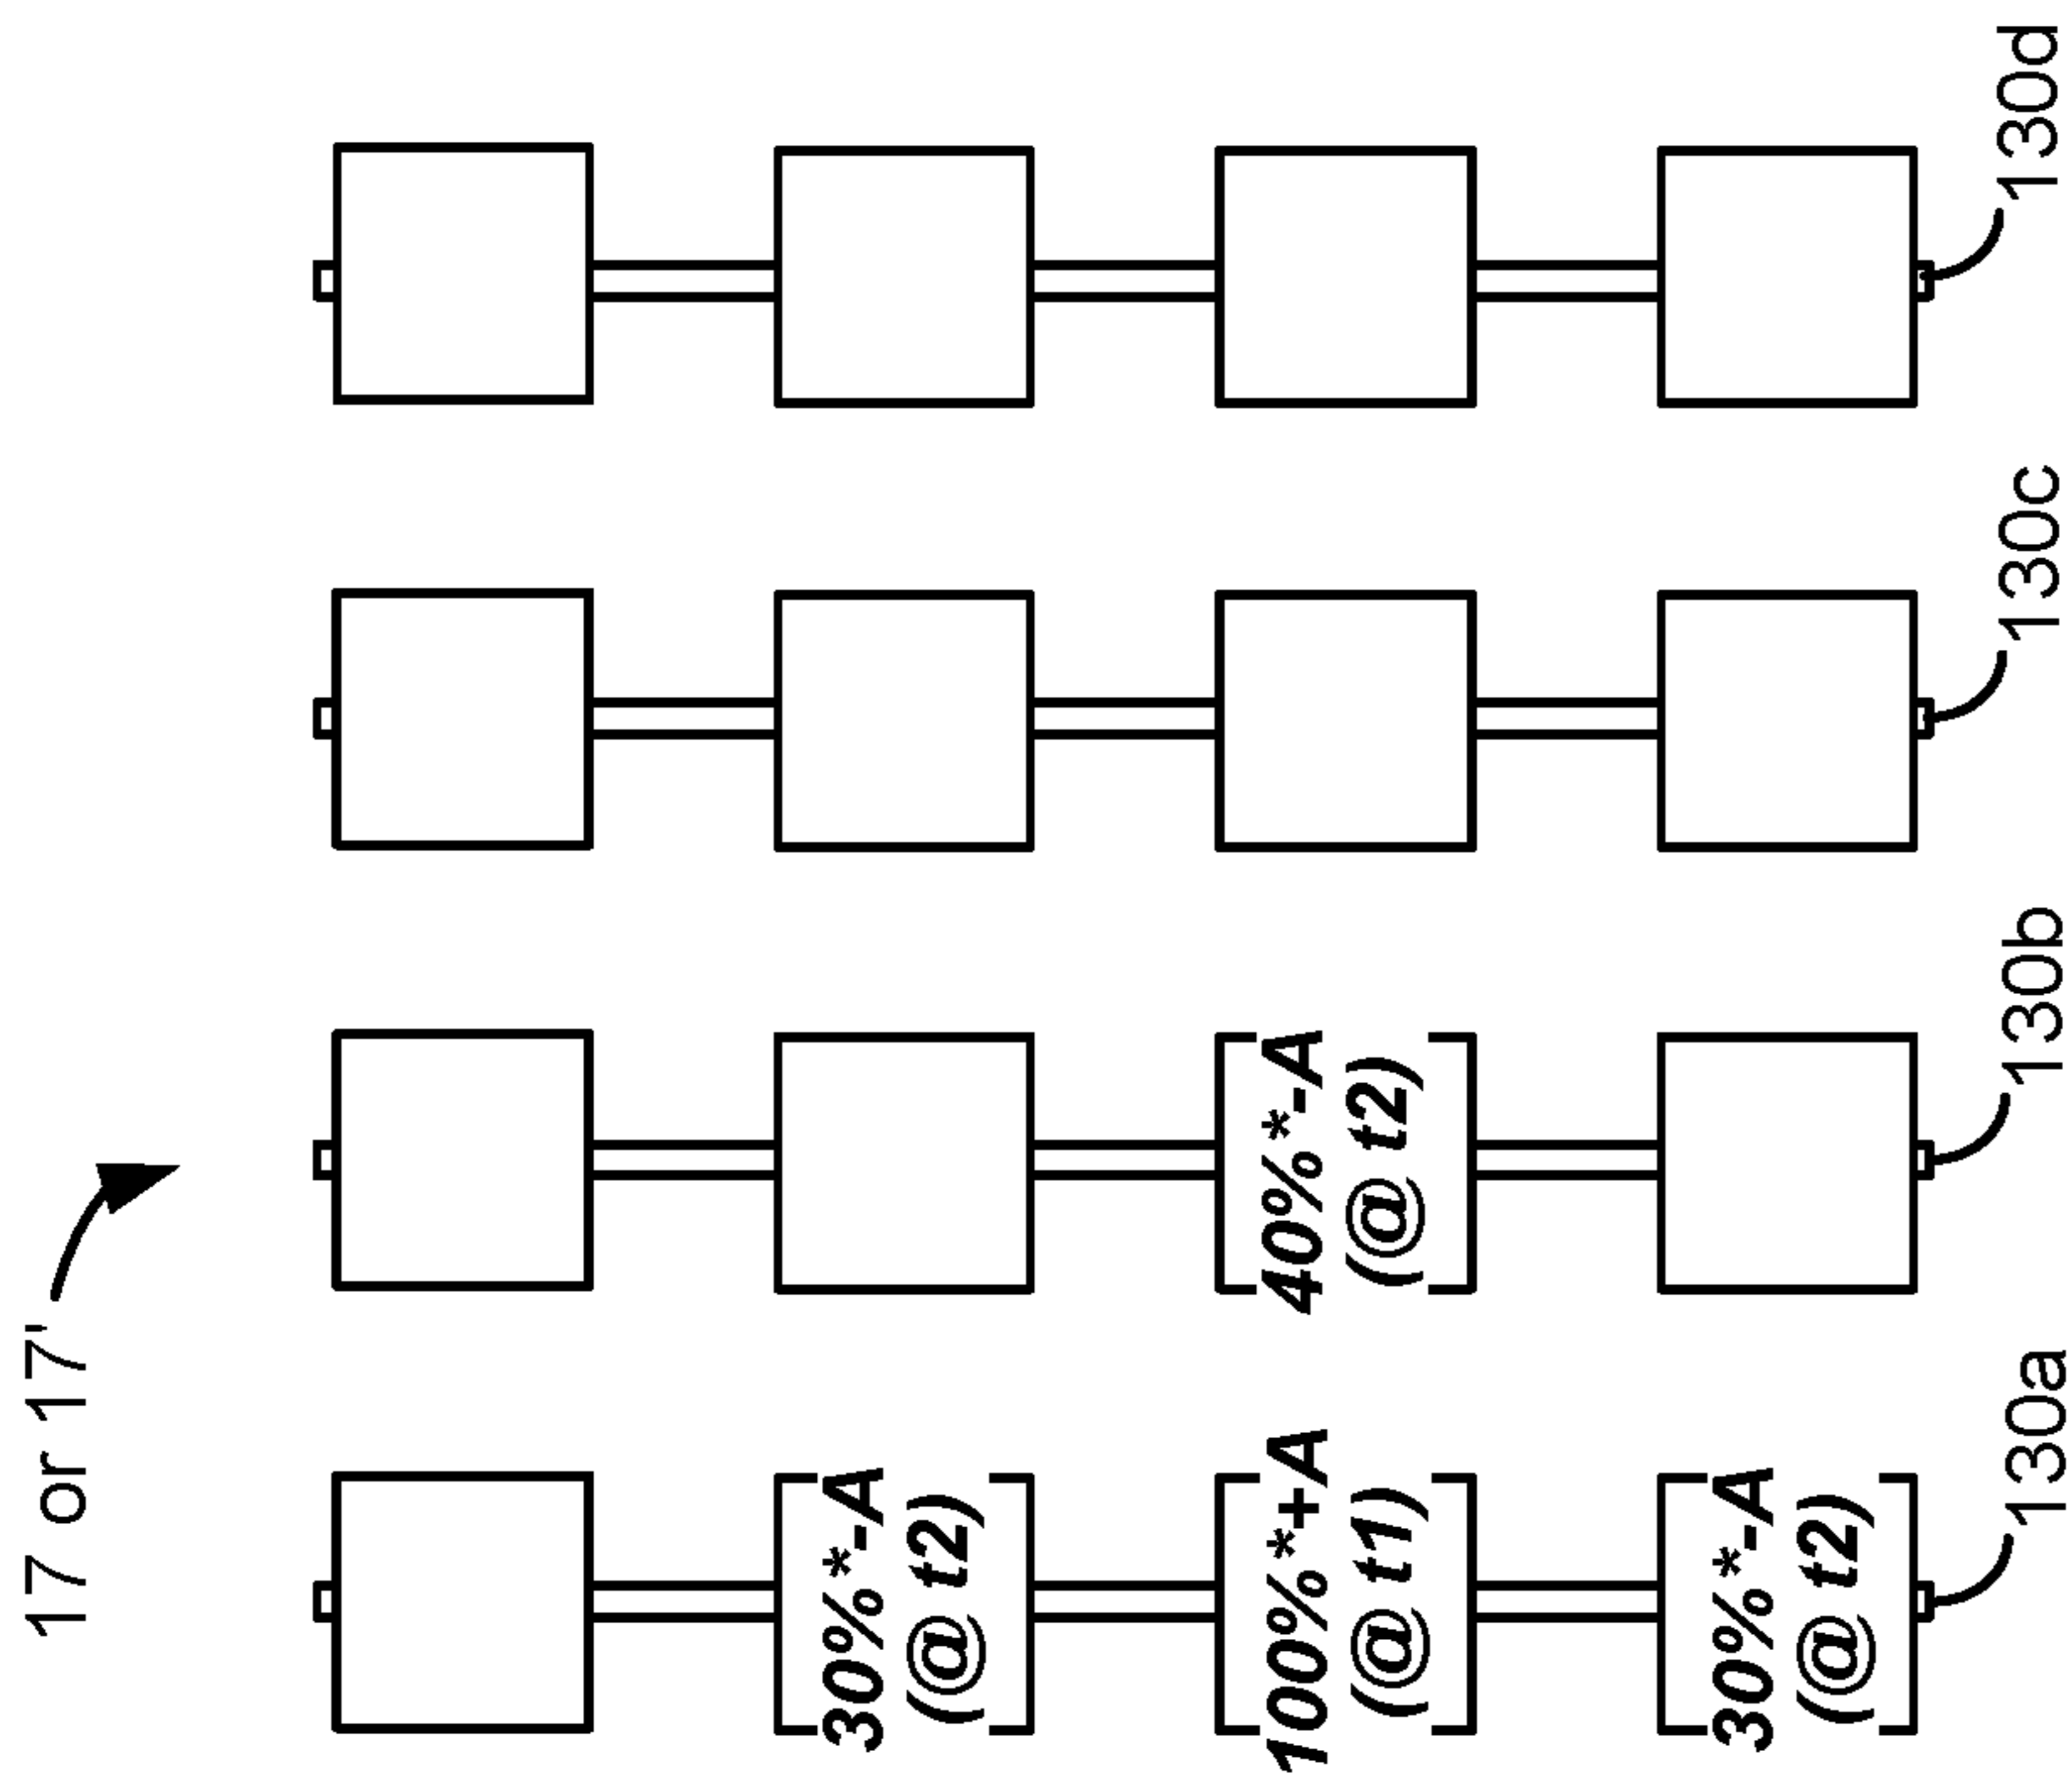 17 or 17'
30%*-A
(@ t2)
100%*+A
(@ t1)
40%*-A
(@ t2)
30%*-A
(@ t2)
130a
130b
130c
130d